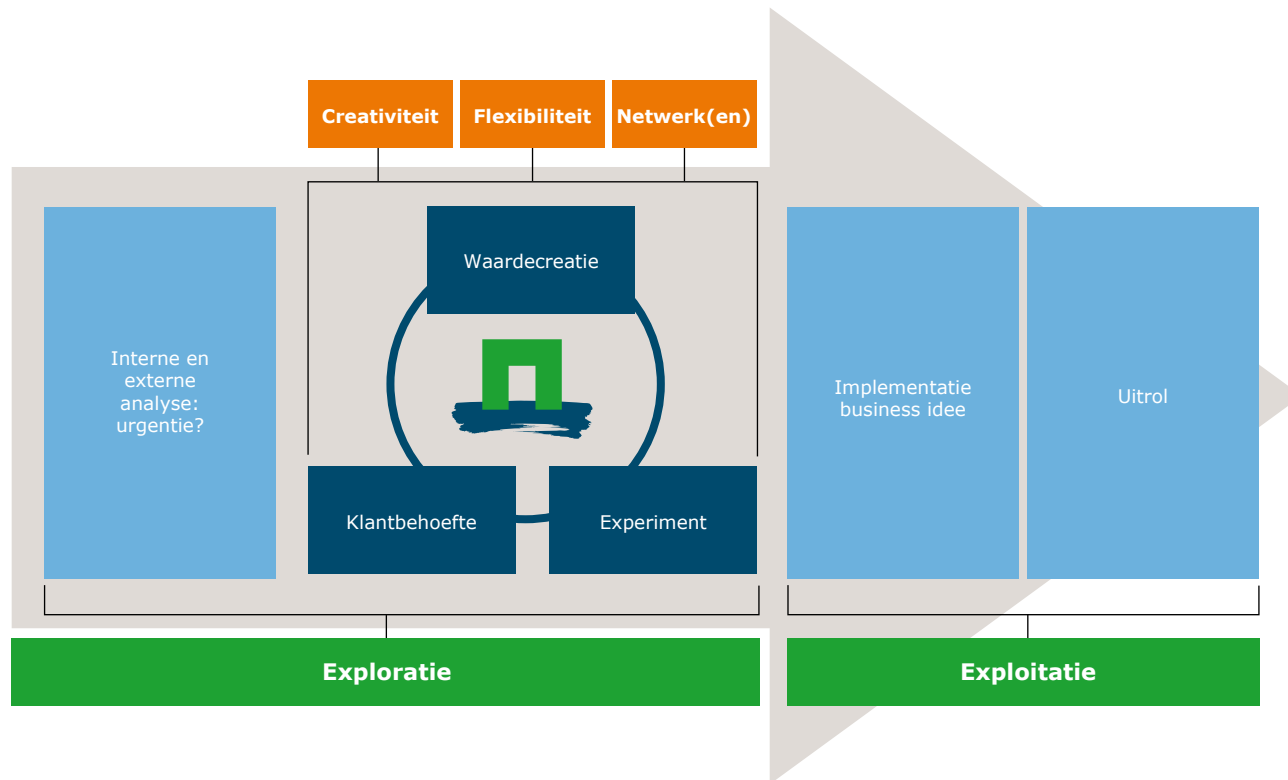 Creativiteit
Flexibiliteit
Netwerk(en)
Waardecreatie
Interne en
externe
analyse:
urgentie?
Klantbehoefte
Experiment
Implementatie
business idee
Uitrol
Exploratie
Exploitatie